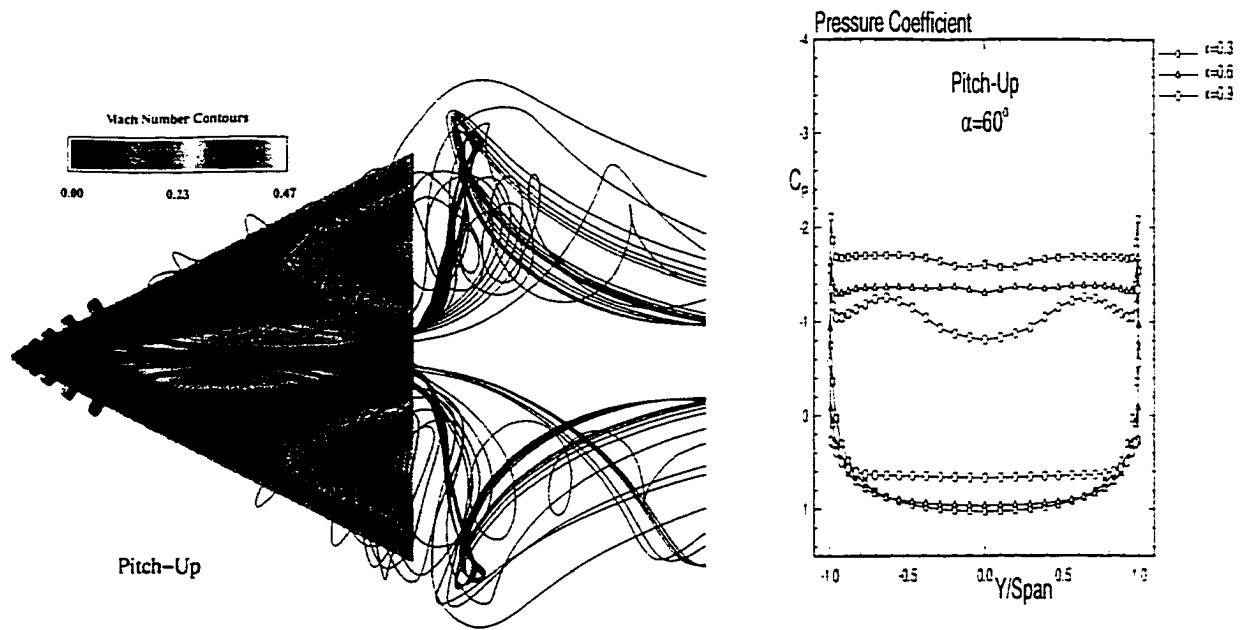 Mach Number Contours
0.00 0.23 0.47
Pitch-Up
Pressure Coefficient
-4
-3
-2
-1
0
1
Pitch-Up
α=60°
-1.0 -0.5 0.0 0.5 1.0
Y/Span